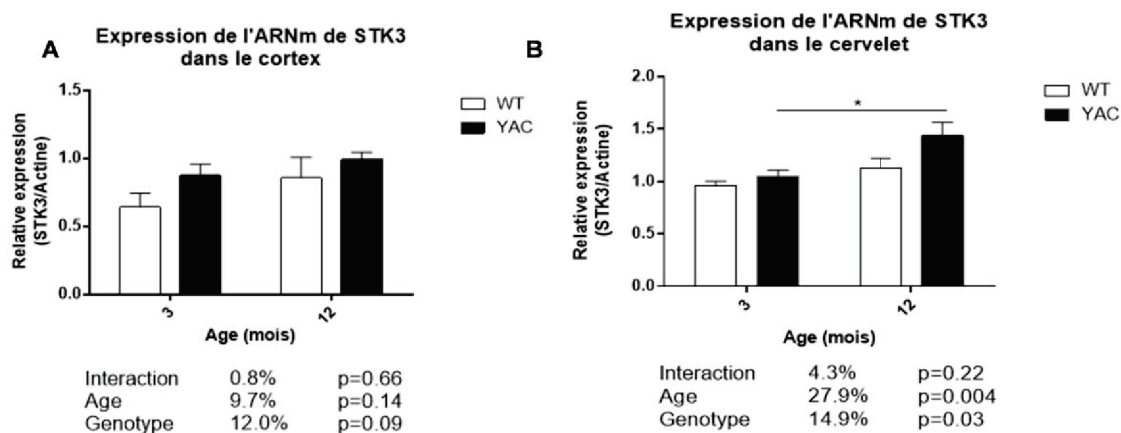 A
Expression de l'ARNm de STK3
dans le cortex
Relative expression
(STK3/Actine)
1.5
1.0
0.5
0.0
WT
YAC
3
12
Age (mois)
Interaction 0.8% p=0.66
Age 9.7% p=0.14
Genotype 12.0% p=0.09
B
Expression de l'ARNm de STK3
dans le cervelet
Relative expression
(STK3/Actine)
2.0
1.5
1.0
0.5
0.0
*
WT
YAC
3
12
Age (mois)
Interaction 4.3% p=0.22
Age 27.9% p=0.004
Genotype 14.9% p=0.03